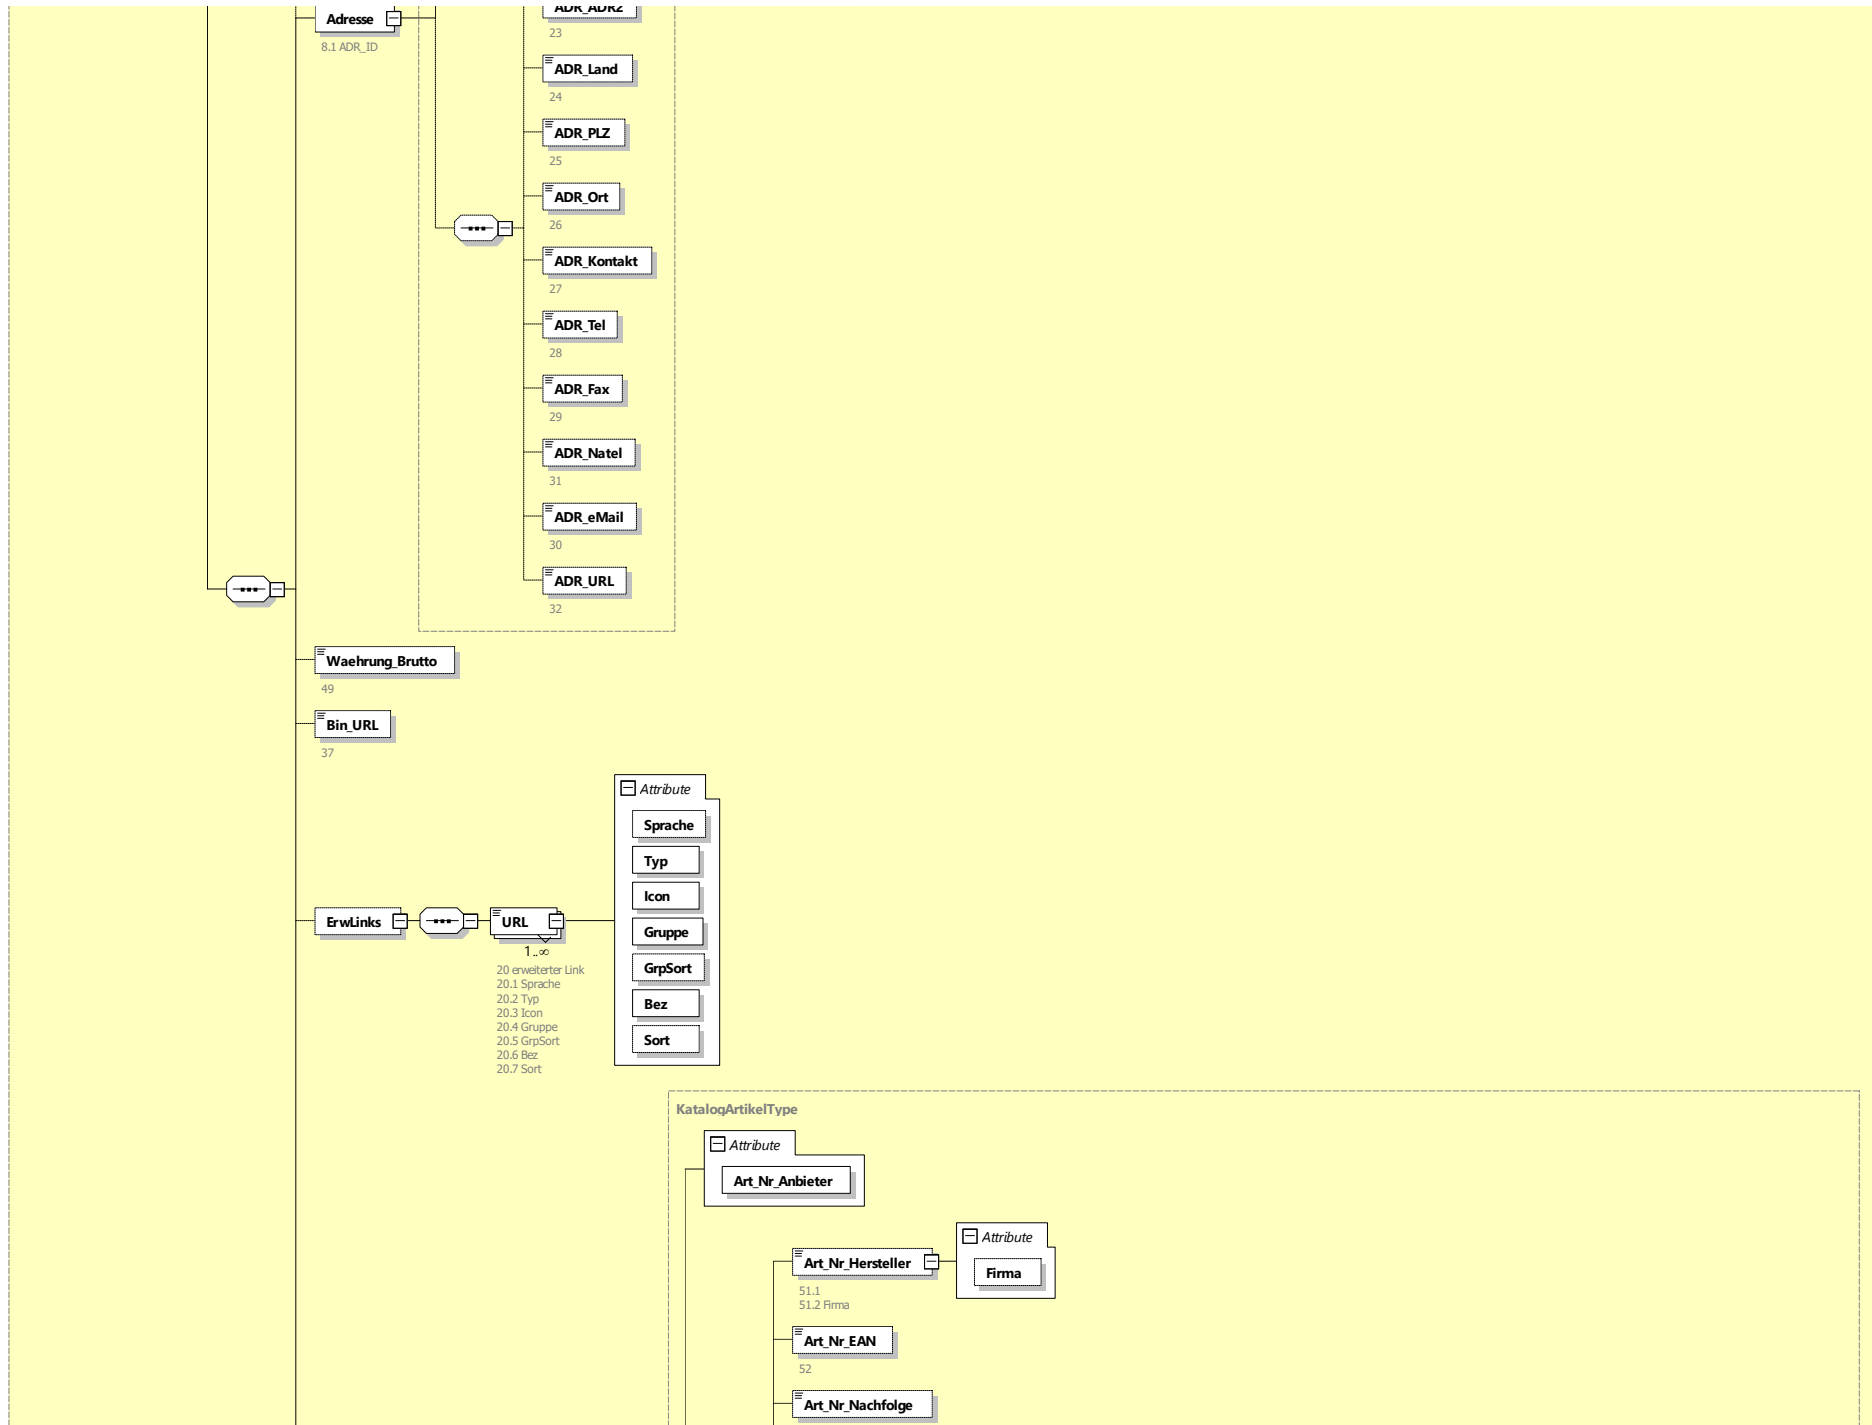 ADR_ADR2
Adresse
8.1 ADR_ID
23
ADR_Land
24
ADR_PLZ
25
ADR_Ort
26
ADR_Kontakt
27
ADR_Tel
28
ADR_Fax
29
ADR_Natel
31
ADR_eMail
30
ADR_URL
32
Waehrung_Brutto
49
Bin_URL
37
Attribute
Sprache
Typ
Icon
Gruppe
GrpSort
Bez
Sort
ErwLinks
URL
1..∞
20 erweiterter Link
20.1 Sprache
20.2 Typ
20.3 Icon
20.4 Gruppe
20.5 GrpSort
20.6 Bez
20.7 Sort
KatalogArtikelType
Attribute
Art_Nr_Anbieter
Attribute
Firma
Art_Nr_Hersteller
51.1
51.2 Firma
Art_Nr_EAN
52
Art_Nr_Nachfolge